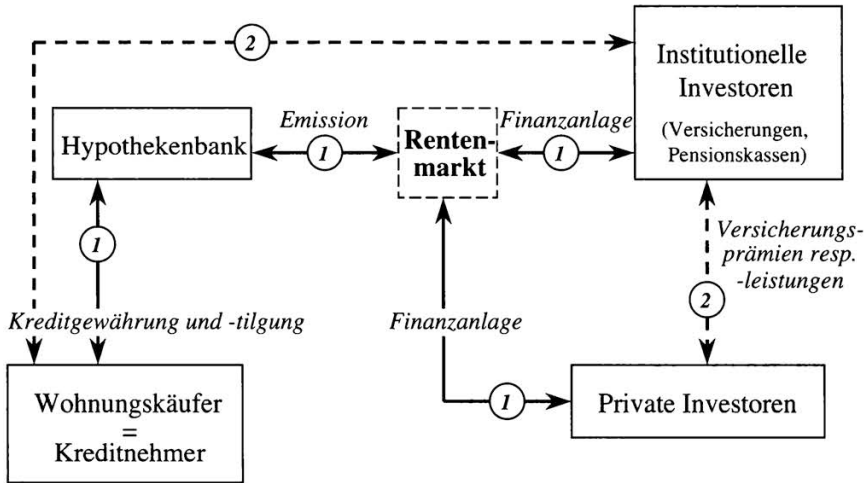 2
Institutionelle
Investoren
(Versicherungen,
Pensionskassen)
Hypothekenbank
Emission
1
Renten-
markt
Finanzanlage
1
1
Versicherungs-
prämien resp.
-leistungen
2
Kreditgewährung und -tilgung
Finanzanlage
Wohnungskäufer
=
Kreditnehmer
1
Private Investoren